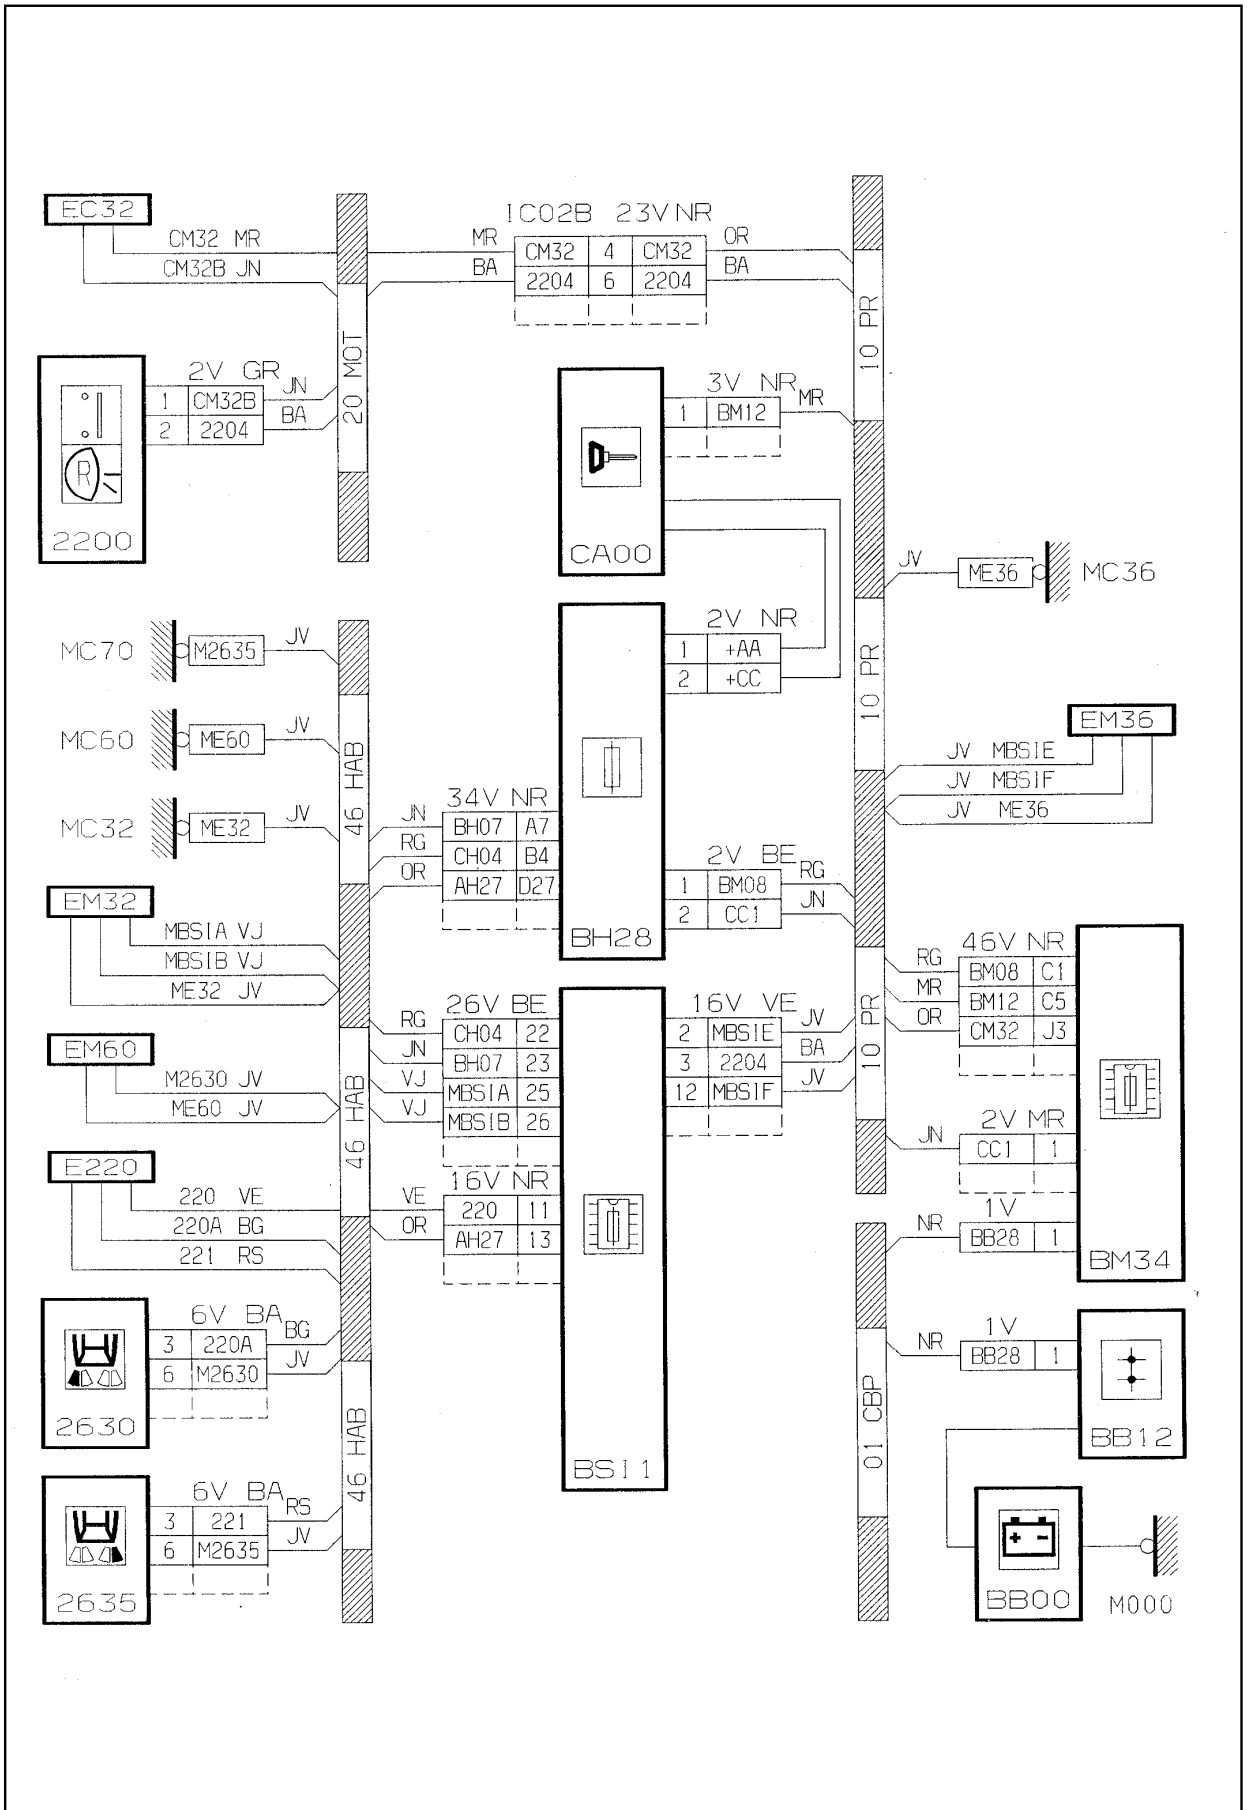 EC32
CM32 MR
CM32B JN
1C02B 23V NR
MR CM32 4 CM32 OR
BA 2204 6 2204 BA
20 MOT
10 PR
2V GR
1 CM32B JN
2 2204 BA
R
2200
3V NR
1 BM12 MR
CA00
JV ME36 MC36
MC70 M2635 JV
2V NR
1 +AA
2 +CC
10 PR
MC60 ME60 JV
46 HAB
EM36
JV MBSIE
JV MBSIF
JV ME36
MC32 ME32 JV
34V NR
JN BH07 A7
RG CH04 B4
OR AH27 D27
2V BE
1 BM08 RG
2 CC1 JN
BH28
EM32
MBSIA VJ
MBSIB VJ
ME32 JV
46V NR
RG BM08 C1
MR BM12 C5
OR CM32 J3
10 PR
26V BE
RG CH04 22
JN BH07 23
VJ MBSIA 25
VJ MBSIB 26
16V VE
2 MBSIE JV
3 2204 BA
12 MBSIF JV
EM60
M2630 JV
ME60 JV
46 HAB
2V MR
JN CC1 1
E220
220 VE
220A BG
221 RS
16V NR
VE 220 11
OR AH27 13
1V
NR BB28 1
BM34
6V BA
3 220A BG
6 M2630 JV
2630
1V
NR BB28 1
BB12
46 HAB
01 CBP
BSI1
6V BA
3 221 RS
6 M2635 JV
2635
+ -
BB00
M000